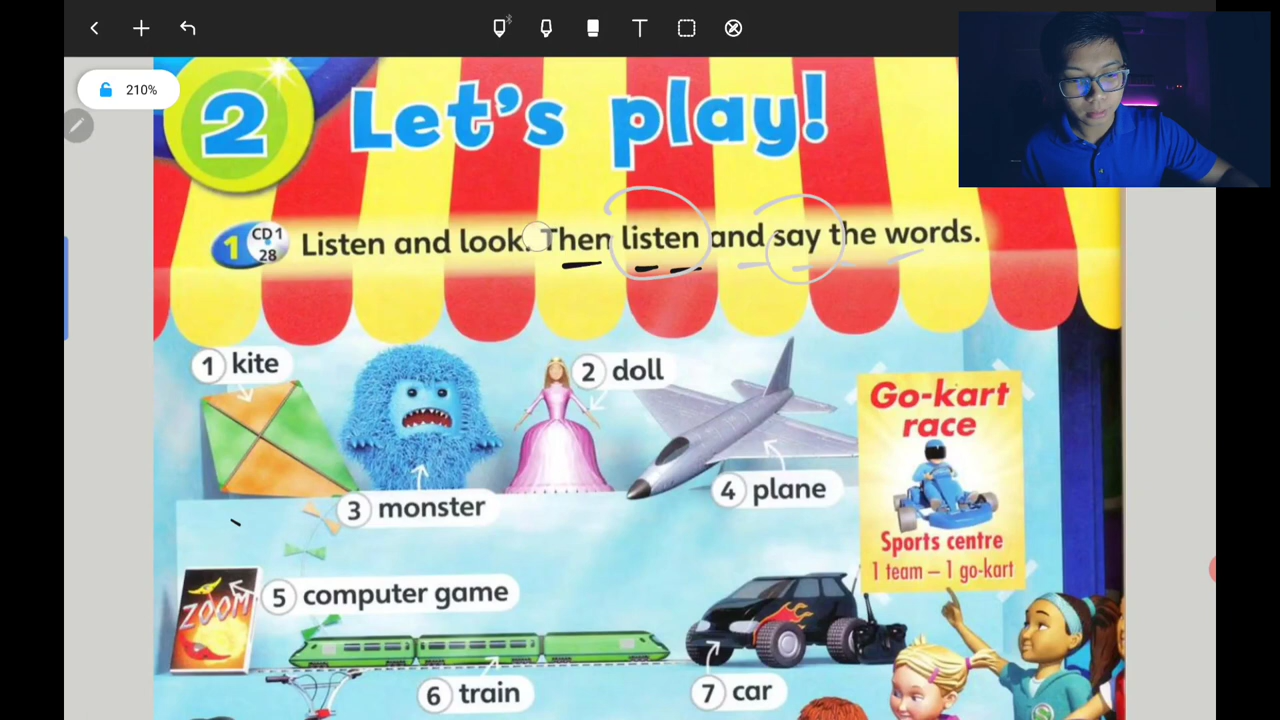 210%
2 Let's play!
1 CD1 28 Listen and look. Then listen and say the words.
1 kite
2 doll
3 monster
4 plane
Go-kart
race
Sports centre
1 team – 1 go-kart
5 computer game
ZOOM
6 train
7 car
S